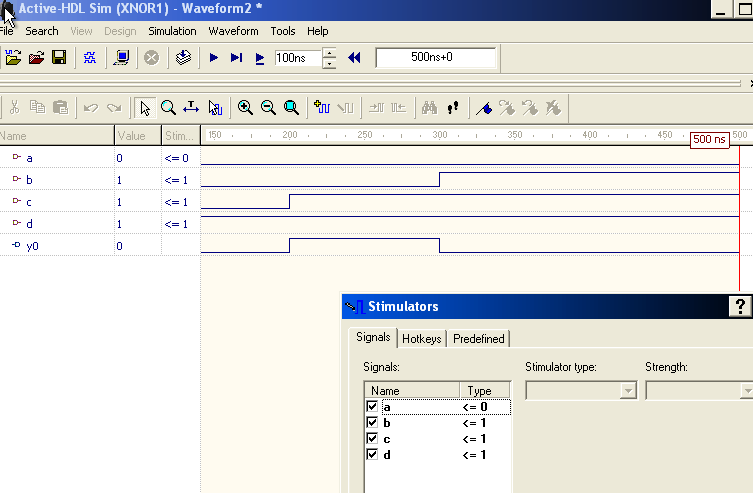 Active-HDL Sim (XNOR1) - Waveform2 *
File Search View Design Simulation Waveform Tools Help
100ns 500ns+0
Name Value Stim... 150 200 250 300 350 400 450 500
500 ns
a 0 <= 0
b 1 <= 1
c 1 <= 1
d 1 <= 1
y0 0
Stimulators ?
Signals Hotkeys Predefined
Signals: Stimulator type: Strength:
Name Type
a <= 0
b <= 1
c <= 1
d <= 1